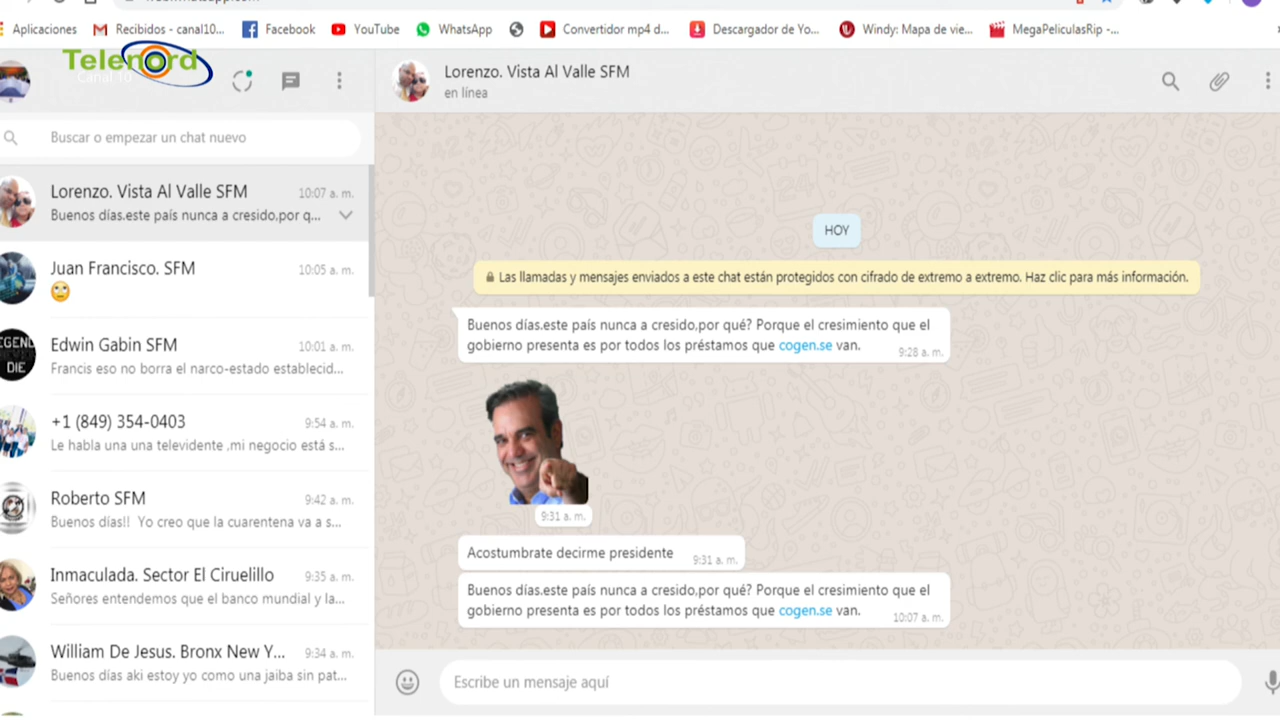 Aplicaciones
Recibidos - canal10...
Facebook
YouTube
WhatsApp
Convertidor mp4 d...
Descargador de Yo...
Windy: Mapa de vie...
MegaPeliculasRip -...
Telenord
Canal 10
Buscar o empezar un chat nuevo
Lorenzo. Vista Al Valle SFM
10:07 a. m.
Buenos días.este país nunca a cresido,por q...
Juan Francisco. SFM
10:05 a. m.
🙄
Edwin Gabin SFM
10:01 a. m.
Francis eso no borra el narco-estado establecid...
DIE
+1 (849) 354-0403
9:54 a. m.
Le habla una una televidente ,mi negocio está s...
Roberto SFM
9:42 a. m.
Buenos días!! Yo creo que la cuarentena va a s...
Inmaculada. Sector El Ciruelillo
9:35 a. m.
Señores entendemos que el banco mundial y la...
William De Jesus. Bronx New Y...
9:34 a. m.
Buenos días aki estoy yo como una jaiba sin pat...
Lorenzo. Vista Al Valle SFM
en línea
HOY
Las llamadas y mensajes enviados a este chat están protegidos con cifrado de extremo a extremo. Haz clic para más información.
Buenos días.este país nunca a cresido,por qué? Porque el cresimiento que el
gobierno presenta es por todos los préstamos que cogen.se van.
9:28 a. m.
9:31 a. m.
Acostumbrate decirme presidente
9:31 a. m.
Buenos días.este país nunca a cresido,por qué? Porque el cresimiento que el
gobierno presenta es por todos los préstamos que cogen.se van.
10:07 a. m.
Escribe un mensaje aquí